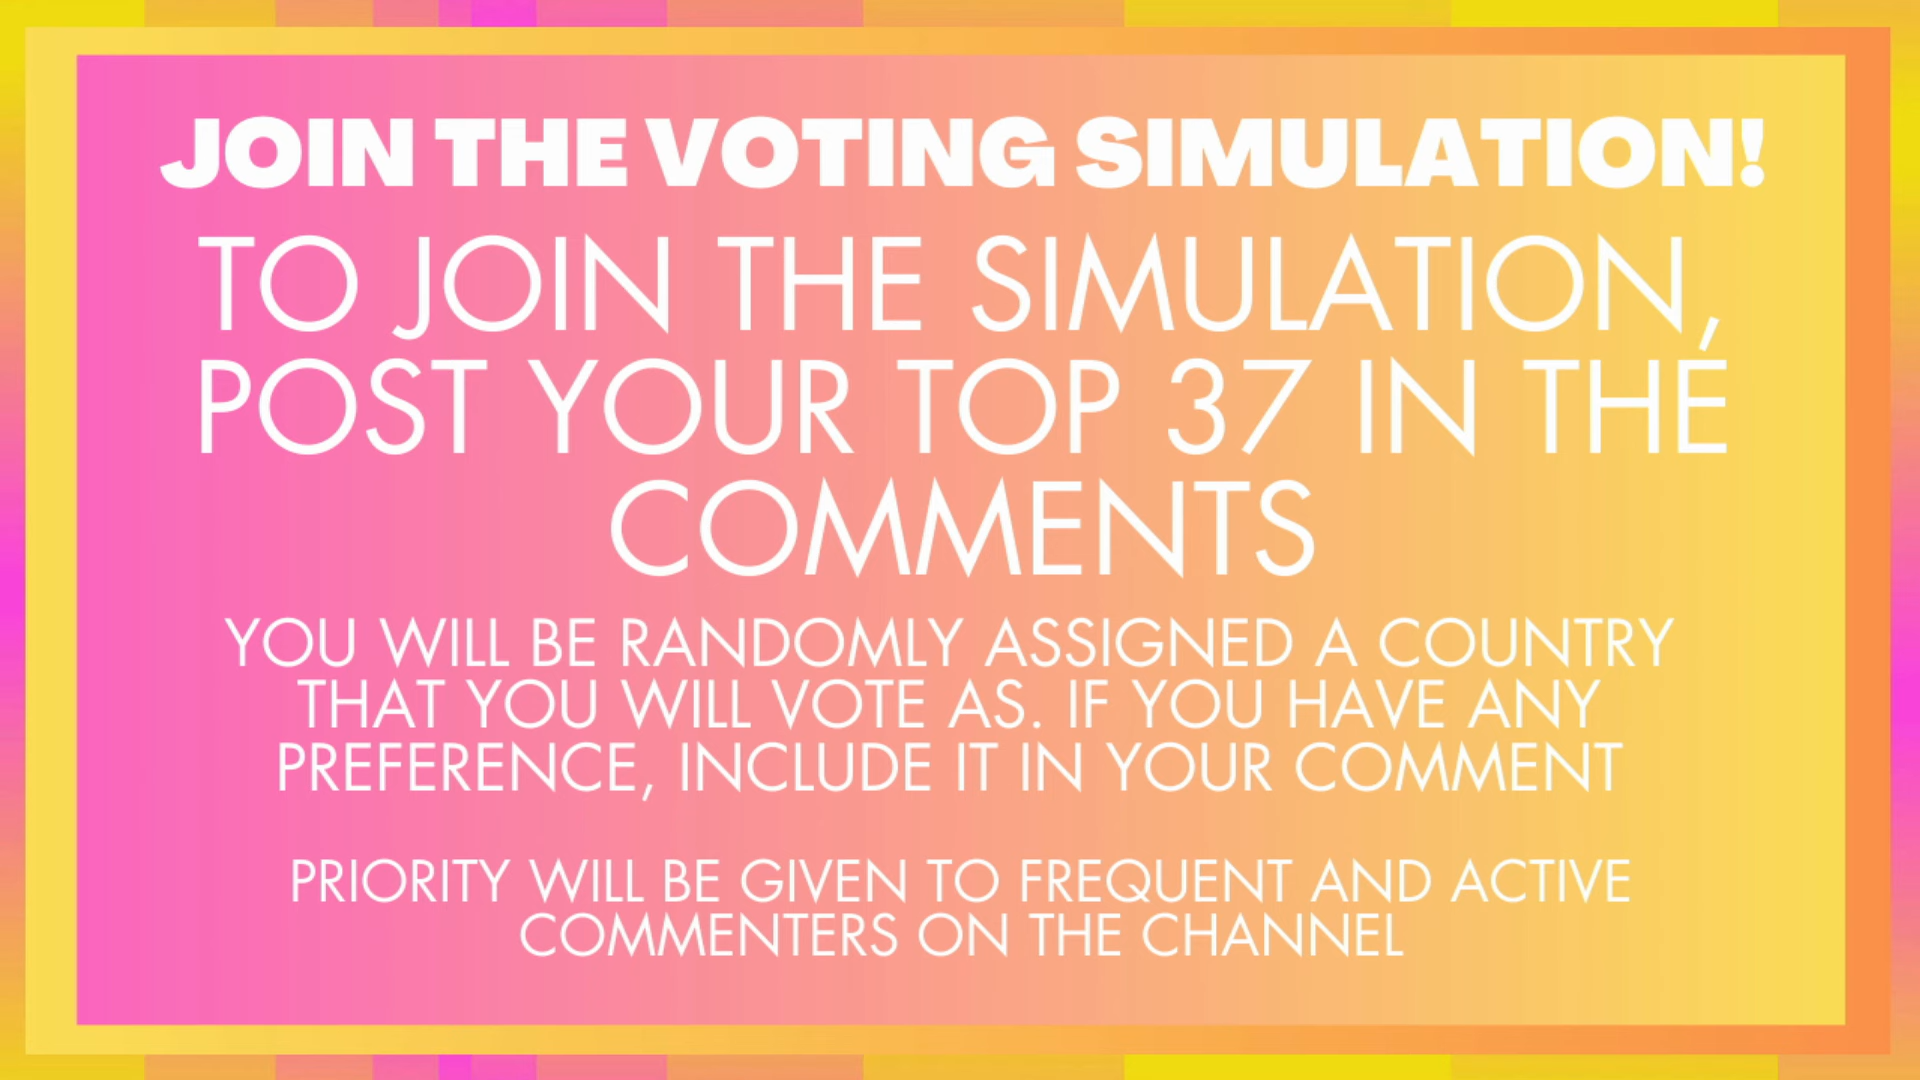 JOIN THE VOTING SIMULATION!
TO JOIN THE SIMULATION,
POST YOUR TOP 37 IN THE
COMMENTS
YOU WILL BE RANDOMLY ASSIGNED A COUNTRY
THAT YOU WILL VOTE AS. IF YOU HAVE ANY
PREFERENCE, INCLUDE IT IN YOUR COMMENT
PRIORITY WILL BE GIVEN TO FREQUENT AND ACTIVE
COMMENTERS ON THE CHANNEL